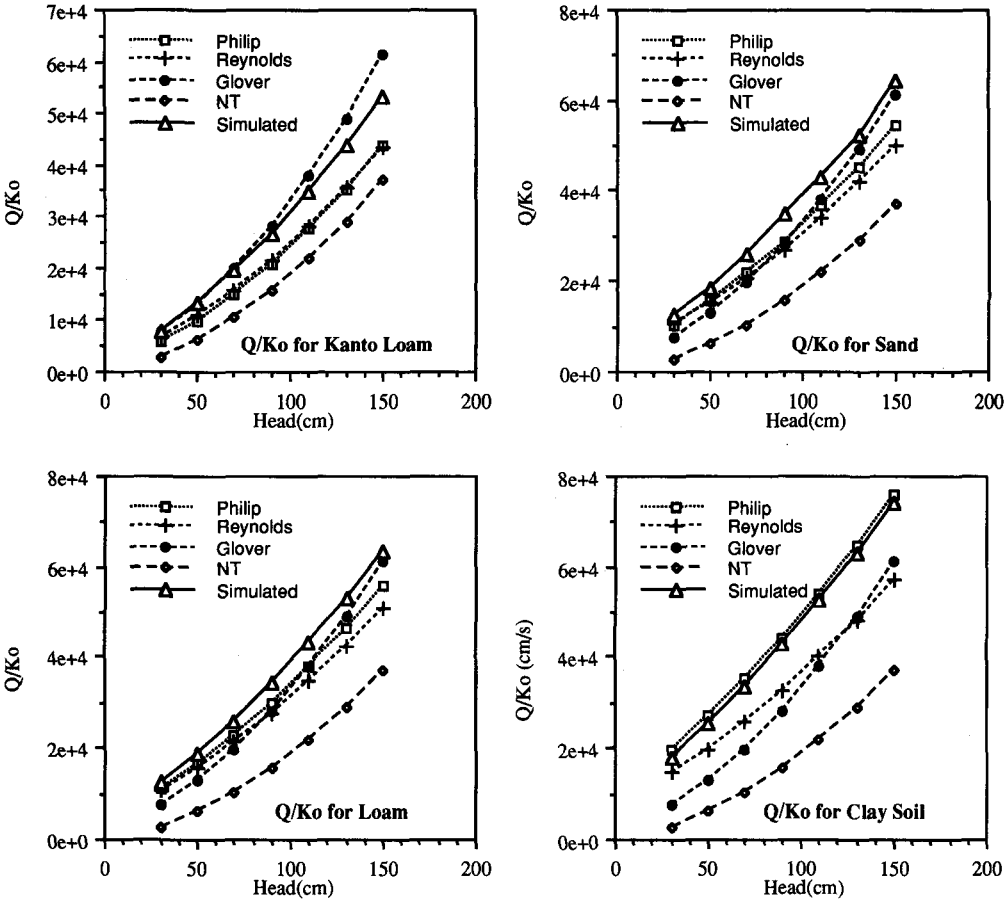 7e+4
6e+4
5e+4
4e+4
3e+4
2e+4
1e+4
0e+0
Q/Ko
Philip
Reynolds
Glover
NT
Simulated
Q/Ko for Kanto Loam
0
50
100
150
200
Head(cm)
8e+4
6e+4
4e+4
2e+4
0e+0
Q/Ko
Philip
Reynolds
Glover
NT
Simulated
Q/Ko for Sand
0
50
100
150
200
Head(cm)
8e+4
6e+4
4e+4
2e+4
0e+0
Q/Ko
Philip
Reynolds
Glover
NT
Simulated
Q/Ko for Loam
0
50
100
150
200
Head(cm)
8e+4
6e+4
4e+4
2e+4
0e+0
Q/Ko (cm/s)
Philip
Reynolds
Glover
NT
Simulated
Q/Ko for Clay Soil
0
50
100
150
200
Head(cm)